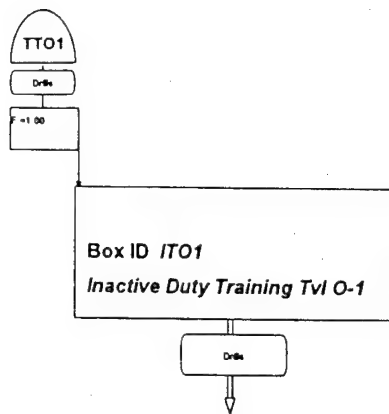 TTO1
Drills
F =1.00
Box ID ITO1
Inactive Duty Training Tvl O-1
Drills